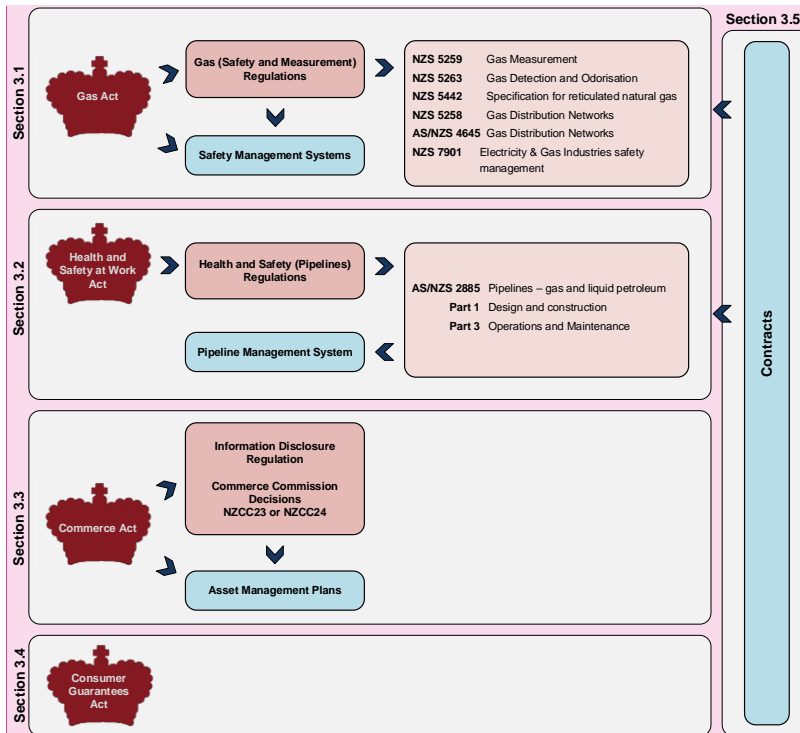 Section 3.5
Section 3.1
Gas Act
Gas (Safety and Measurement)
Regulations
Safety Management Systems
NZS 5259 Gas Measurement
NZS 5263 Gas Detection and Odorisation
NZS 5442 Specification for reticulated natural gas
NZS 5258 Gas Distribution Networks
AS/NZS 4645 Gas Distribution Networks
NZS 7901 Electricity & Gas Industries safety
management
Section 3.2
Health and
Safety at Work
Act
Health and Safety (Pipelines)
Regulations
Pipeline Management System
AS/NZS 2885 Pipelines – gas and liquid petroleum
Part 1 Design and construction
Part 3 Operations and Maintenance
Section 3.3
Commerce Act
Information Disclosure
Regulation
Commerce Commission
Decisions
NZCC23 or NZCC24
Asset Management Plans
Section 3.4
Consumer
Guarantees
Act
Contracts